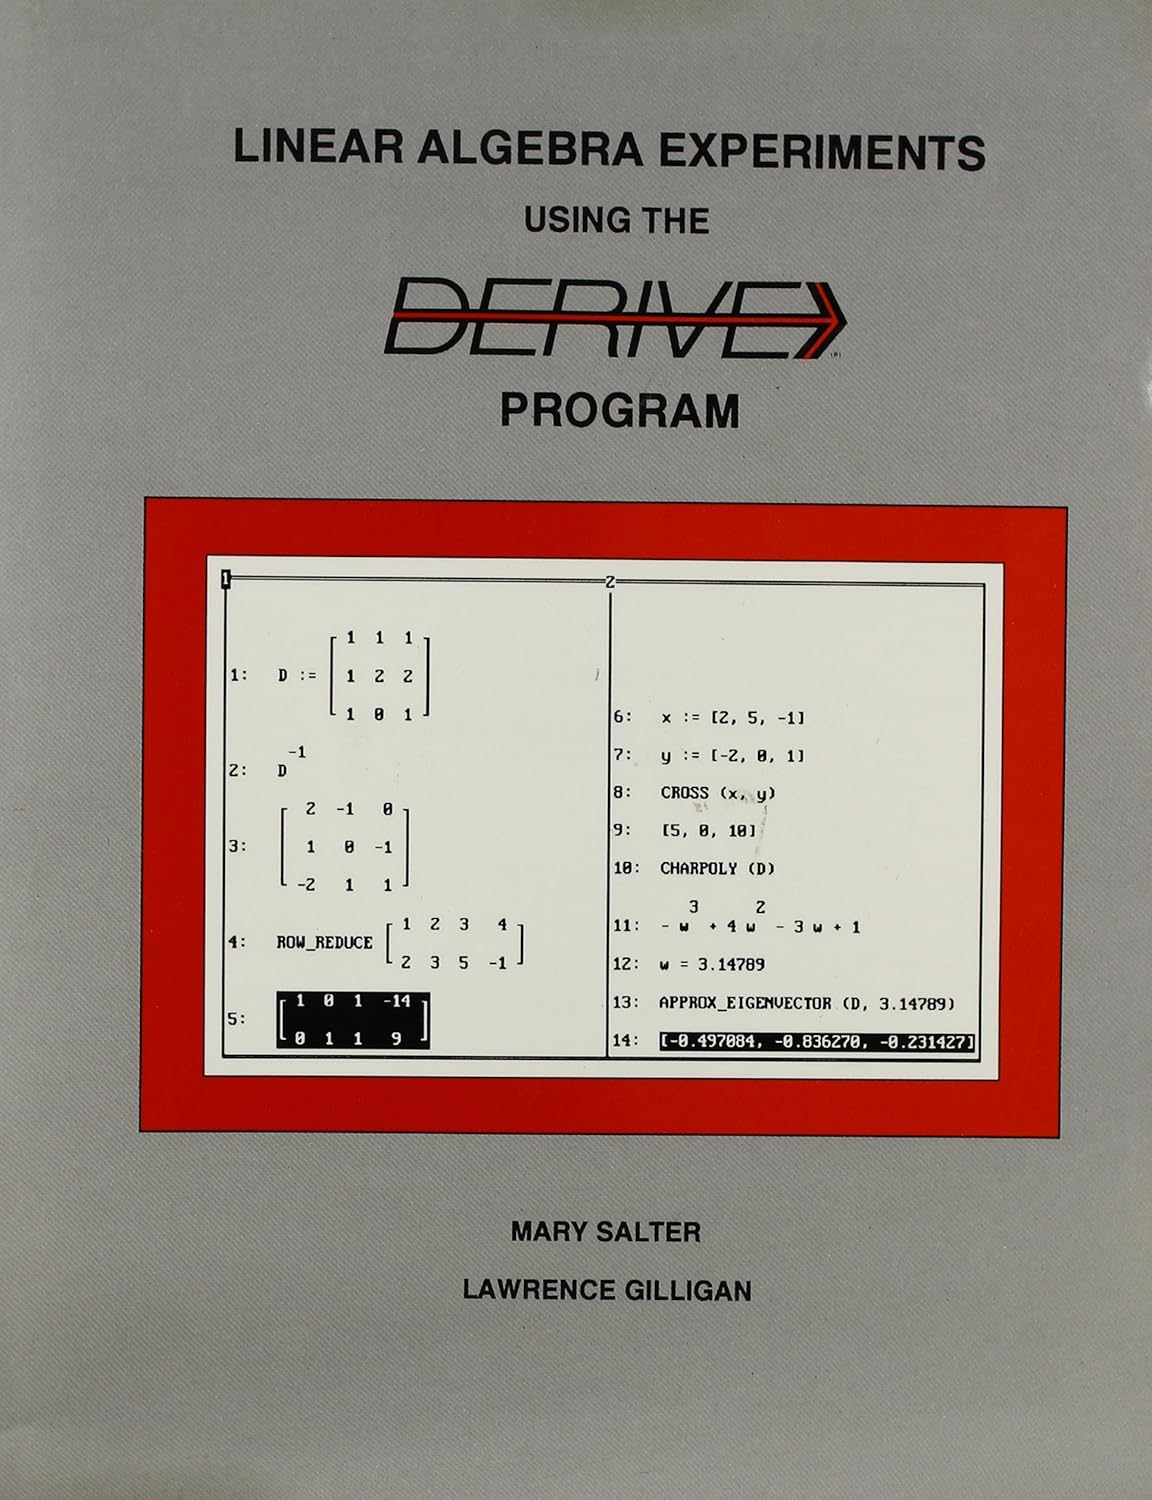 LINEAR ALGEBRA EXPERIMENTS
USING THE
DERIVE
(R)
PROGRAM
1
1: D := [1 1 1
1 2 2
1 0 1]
2: D^-1
3: [2 -1 0
1 0 -1
-2 1 1]
4: ROW_REDUCE [1 2 3 4
2 3 5 -1]
5: [1 0 1 -14
0 1 1 9]
2
6: x := [2, 5, -1]
7: y := [-2, 0, 1]
8: CROSS (x, y)
9: [5, 0, 10]
10: CHARPOLY (D)
11: - w^3 + 4 w^2 - 3 w + 1
12: w = 3.14789
13: APPROX_EIGENVECTOR (D, 3.14789)
14: [-0.497084, -0.836270, -0.231427]
MARY SALTER
LAWRENCE GILLIGAN